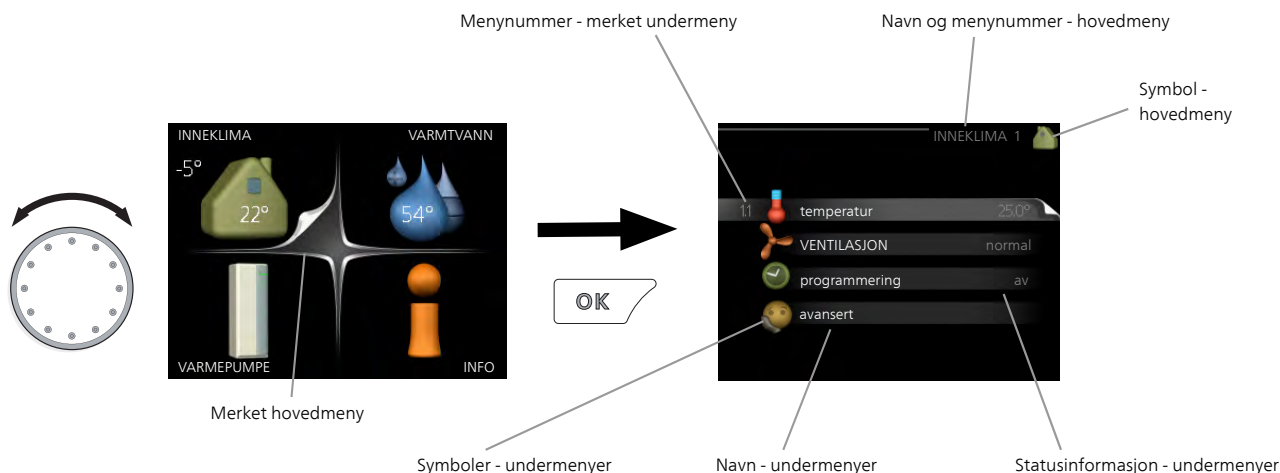 Menynummer - merket undermeny
Navn og menynummer - hovedmeny
Symbol -
hovedmeny
INNEKLIMA
VARMTVANN
-5°
22°
54°
VARMEPUMPE
INFO
Merket hovedmeny
OK
INNEKLIMA 1
1.1 temperatur 25.0°
VENTILASJON normal
programmering av
avansert
Symboler - undermenyer
Navn - undermenyer
Statusinformasjon - undermenyer